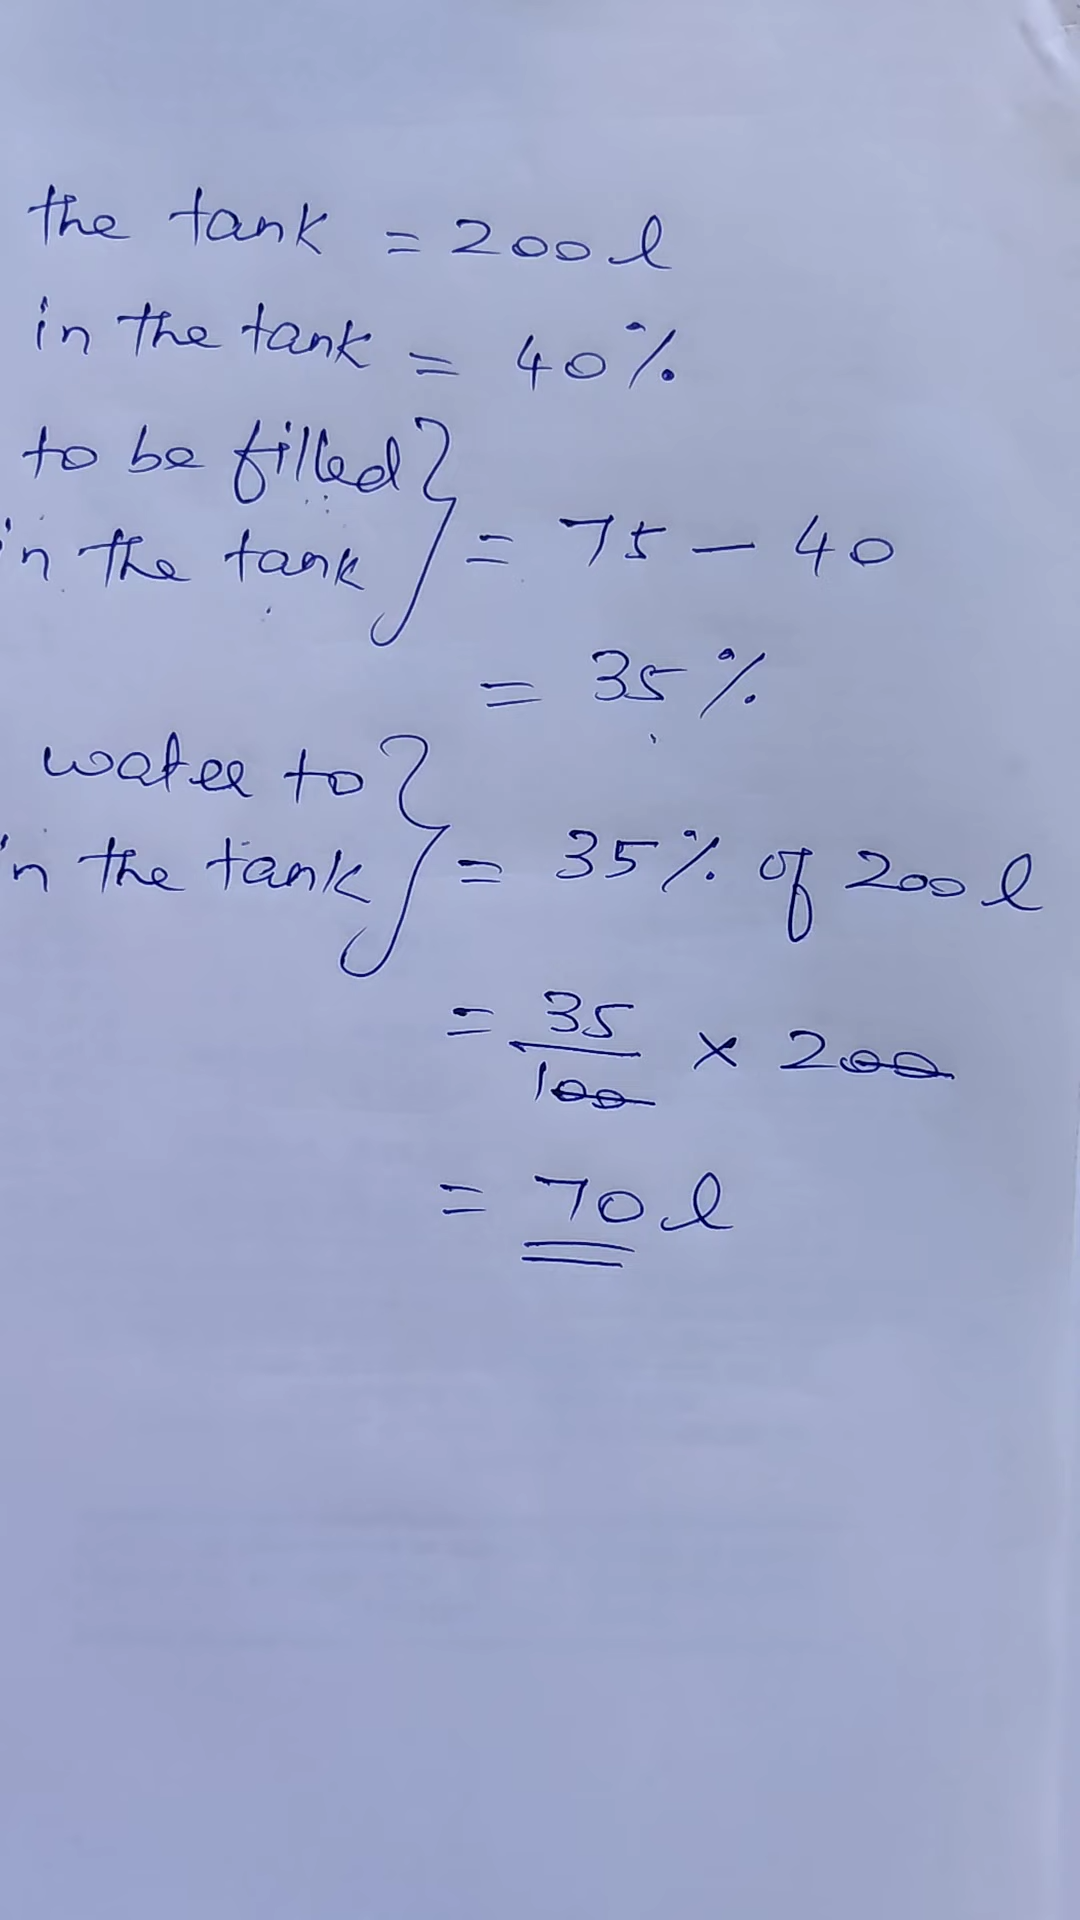 the tank = 200 l
in the tank = 40%
to be filled }
in the tank } = 75 - 40
= 35%
water to }
in the tank } = 35% of 200 l
= 35/100 × 200
= 70 l